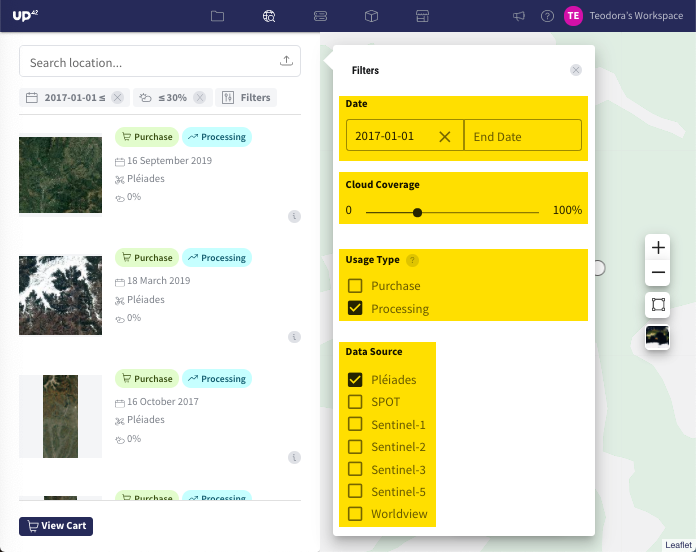 up42
TE Teodora's Workspace
Search location...
2017-01-01 ≤ ≤ 30% Filters
Purchase Processing
16 September 2019
Pléiades
0%
i
Purchase Processing
18 March 2019
Pléiades
0%
i
Purchase Processing
16 October 2017
Pléiades
0%
i
Purchase Processing
View Cart
Filters
Date
2017-01-01 End Date
Cloud Coverage
0 100%
Usage Type ?
Purchase
Processing
Data Source
Pléiades
SPOT
Sentinel-1
Sentinel-2
Sentinel-3
Sentinel-5
Worldview
Leaflet